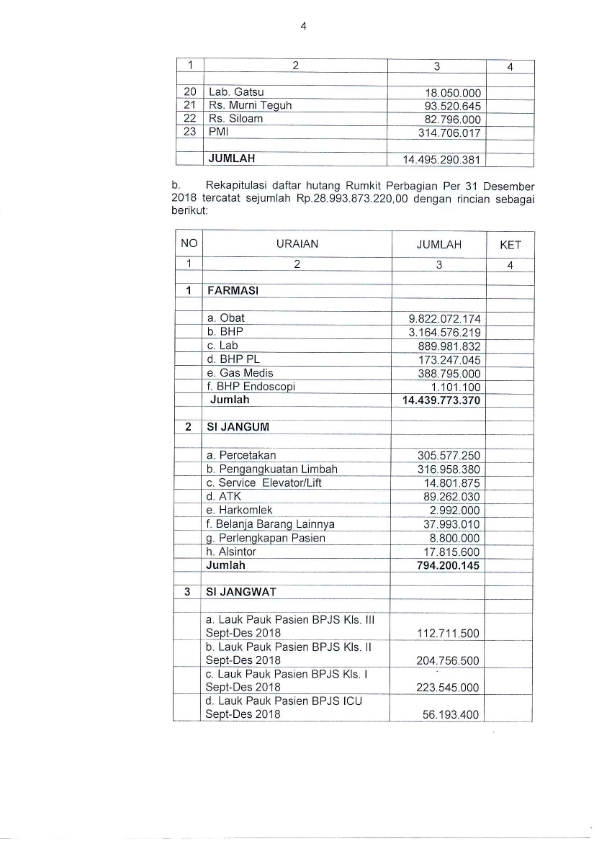 4
1 2 3 4
20 Lab. Gatsu 18.050.000
21 Rs. Murni Teguh 93.520.645
22 Rs. Siloam 82.796.000
23 PMI 314.706.017
JUMLAH 14.495.290.381
b. Rekapitulasi daftar hutang Rumkit Perbagian Per 31 Desember
2018 tercatat sejumlah Rp.28.993.873.220,00 dengan rincian sebagai
berikut:
NO URAIAN JUMLAH KET
1 2 3 4
1 FARMASI
a. Obat 9.822.072.174
b. BHP 3.164.576.219
c. Lab 889.981.832
d. BHP PL 173.247.045
e. Gas Medis 388.795.000
f. BHP Endoscopi 1.101.100
Jumlah 14.439.773.370
2 SI JANGUM
a. Percetakan 305.577.250
b. Pengangkuatan Limbah 316.958.380
c. Service Elevator/Lift 14.801.875
d. ATK 89.262.030
e. Harkomlek 2.992.000
f. Belanja Barang Lainnya 37.993.010
g. Perlengkapan Pasien 8.800.000
h. Alsintor 17.815.600
Jumlah 794.200.145
3 SI JANGWAT
a. Lauk Pauk Pasien BPJS Kls. III
Sept-Des 2018 112.711.500
b. Lauk Pauk Pasien BPJS Kls. II
Sept-Des 2018 204.756.500
c. Lauk Pauk Pasien BPJS Kls. I
Sept-Des 2018 223.545.000
d. Lauk Pauk Pasien BPJS ICU
Sept-Des 2018 56.193.400